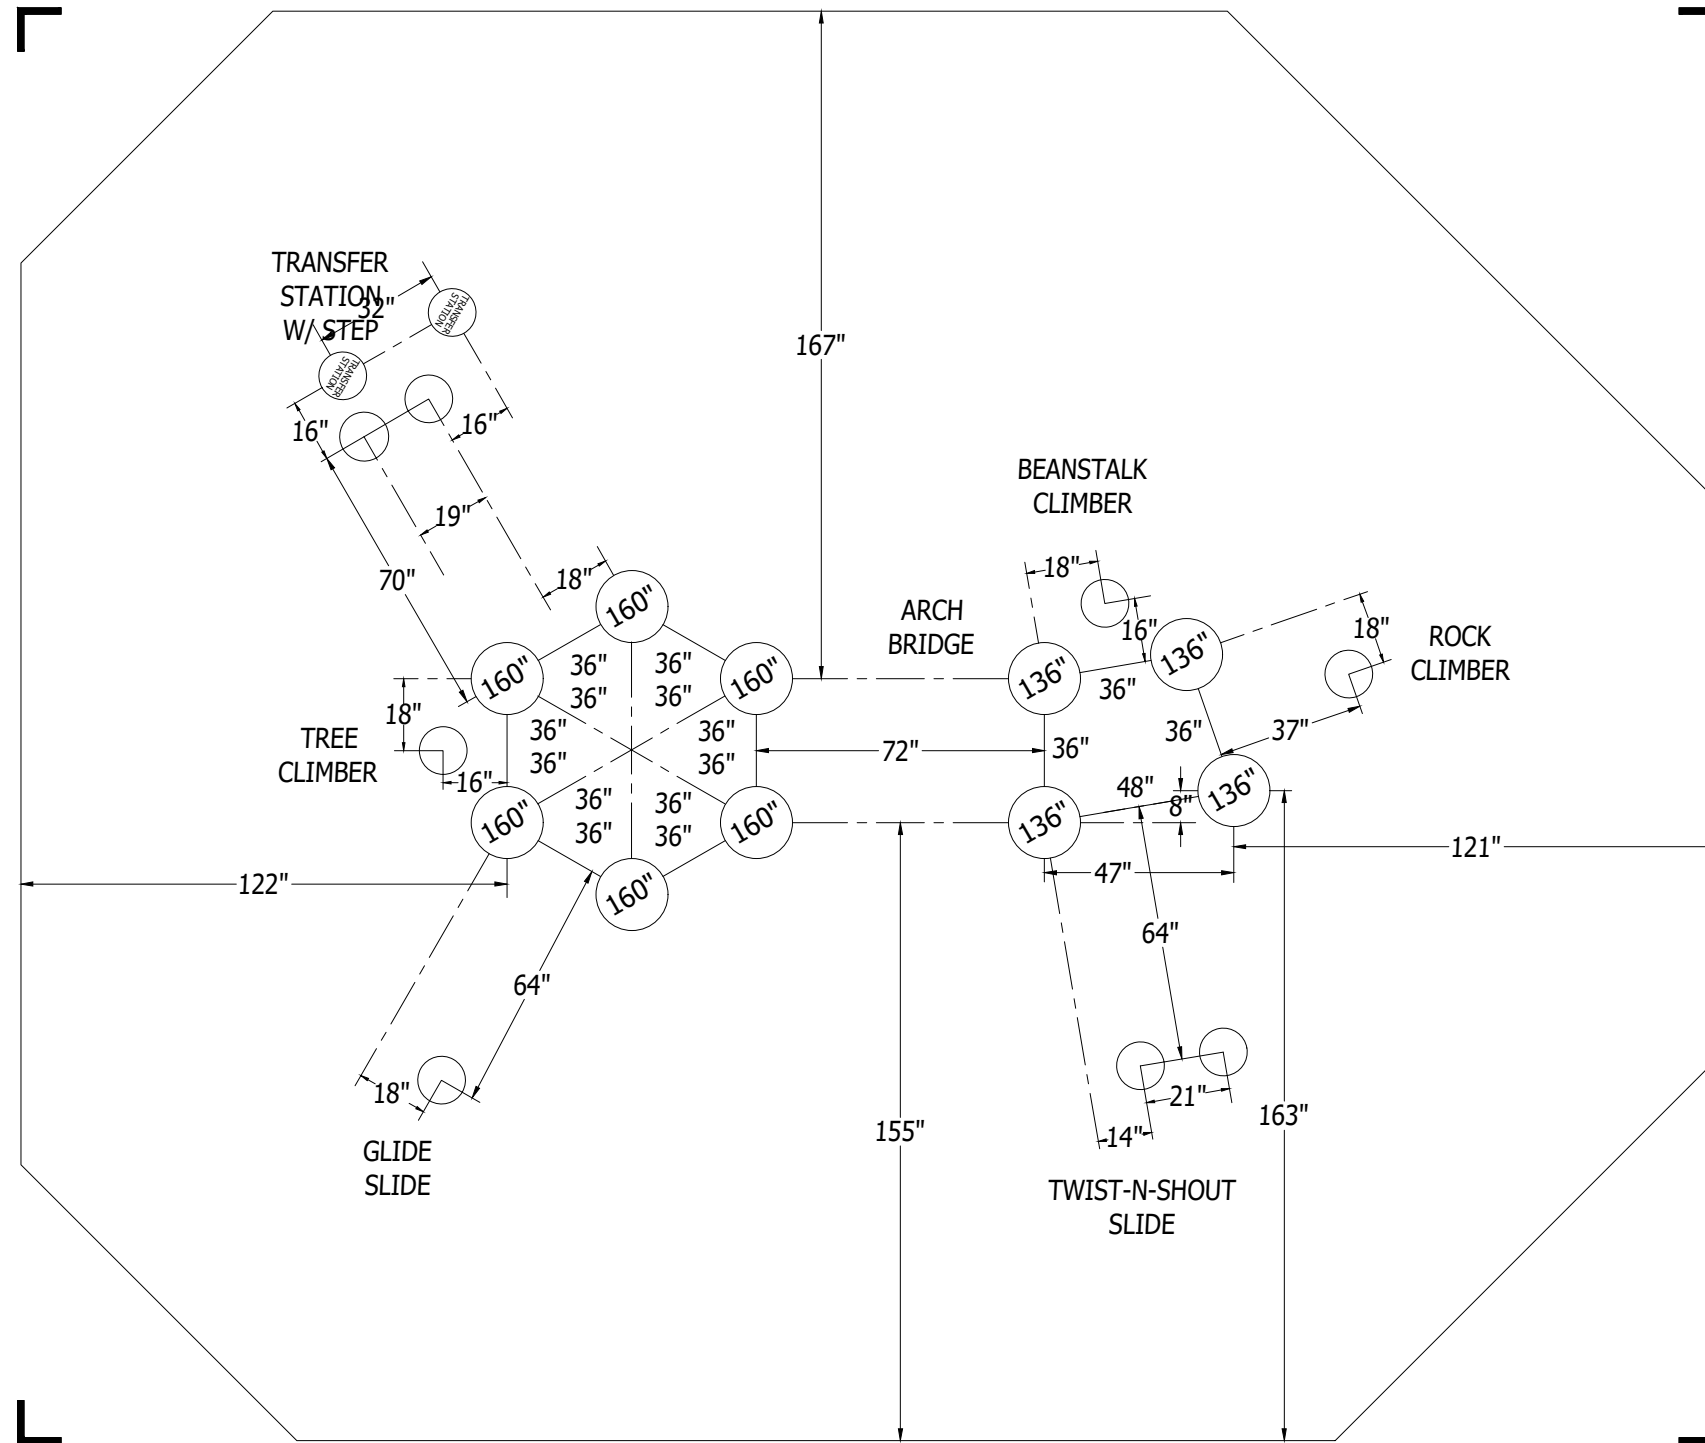 TRANSFER
STATION
W/ STEP
32"
TRANSFER
STATION
TRANSFER
STATION
16"
16"
19"
70"
18"
167"
BEANSTALK
CLIMBER
18"
16"
ARCH
BRIDGE
18"
ROCK
CLIMBER
160"
160"
160"
136"
136"
36"
36"
36"
36"
36"
18"
TREE
CLIMBER
16"
36"
36"
36"
36"
72"
36"
36"
37"
48"
8"
136"
36"
36"
36"
36"
160"
160"
136"
121"
47"
122"
160"
64"
64"
18"
21"
14"
155"
163"
GLIDE
SLIDE
TWIST-N-SHOUT
SLIDE